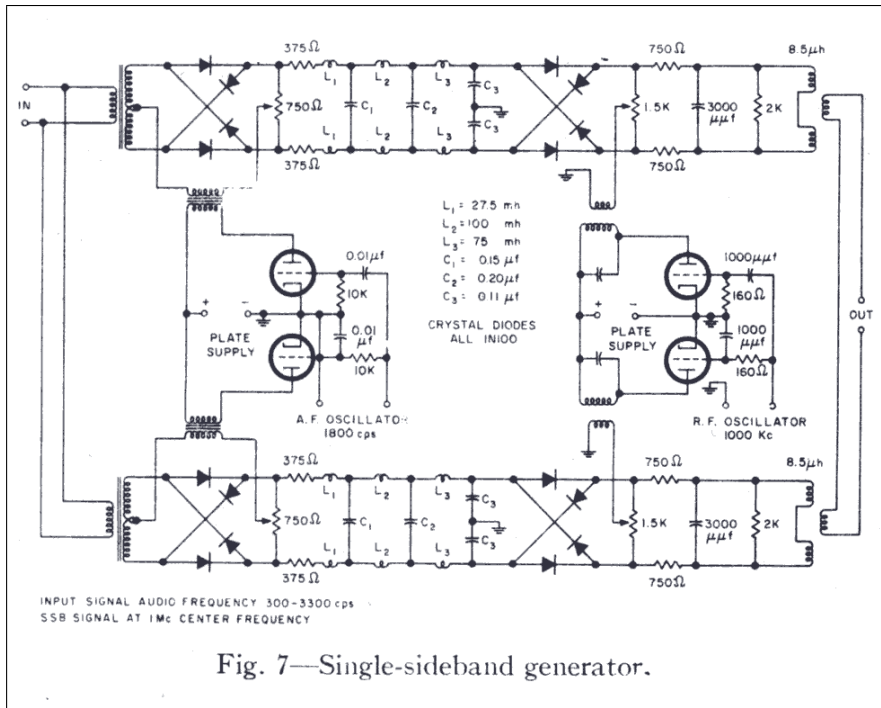 375Ω
750Ω
8.5µh
L₁
L₂
L₃
C₃
IN
750Ω
C₁
C₂
1.5K
3000
µµf
2K
C₃
L₁
L₂
L₃
375Ω
750Ω
L₁ = 27.5 mh
L₂ = 100 mh
L₃ = 75 mh
C₁ = 0.15 µf
C₂ = 0.20 µf
C₃ = 0.11 µf
CRYSTAL DIODES
ALL IN100
0.01µf
10K
+
−
PLATE
SUPPLY
0.01
µf
10K
A.F. OSCILLATOR
1800 cps
1000µµf
160Ω
+
−
PLATE
SUPPLY
1000
µµf
160Ω
R.F. OSCILLATOR
1000 Kc
OUT
375Ω
750Ω
8.5µh
L₁
L₂
L₃
C₃
750Ω
C₁
C₂
1.5K
3000
µµf
2K
C₃
L₁
L₂
L₃
375Ω
750Ω
INPUT SIGNAL AUDIO FREQUENCY 300-3300 cps
SSB SIGNAL AT 1Mc CENTER FREQUENCY
Fig. 7—Single-sideband generator.